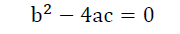 b² − 4ac = 0